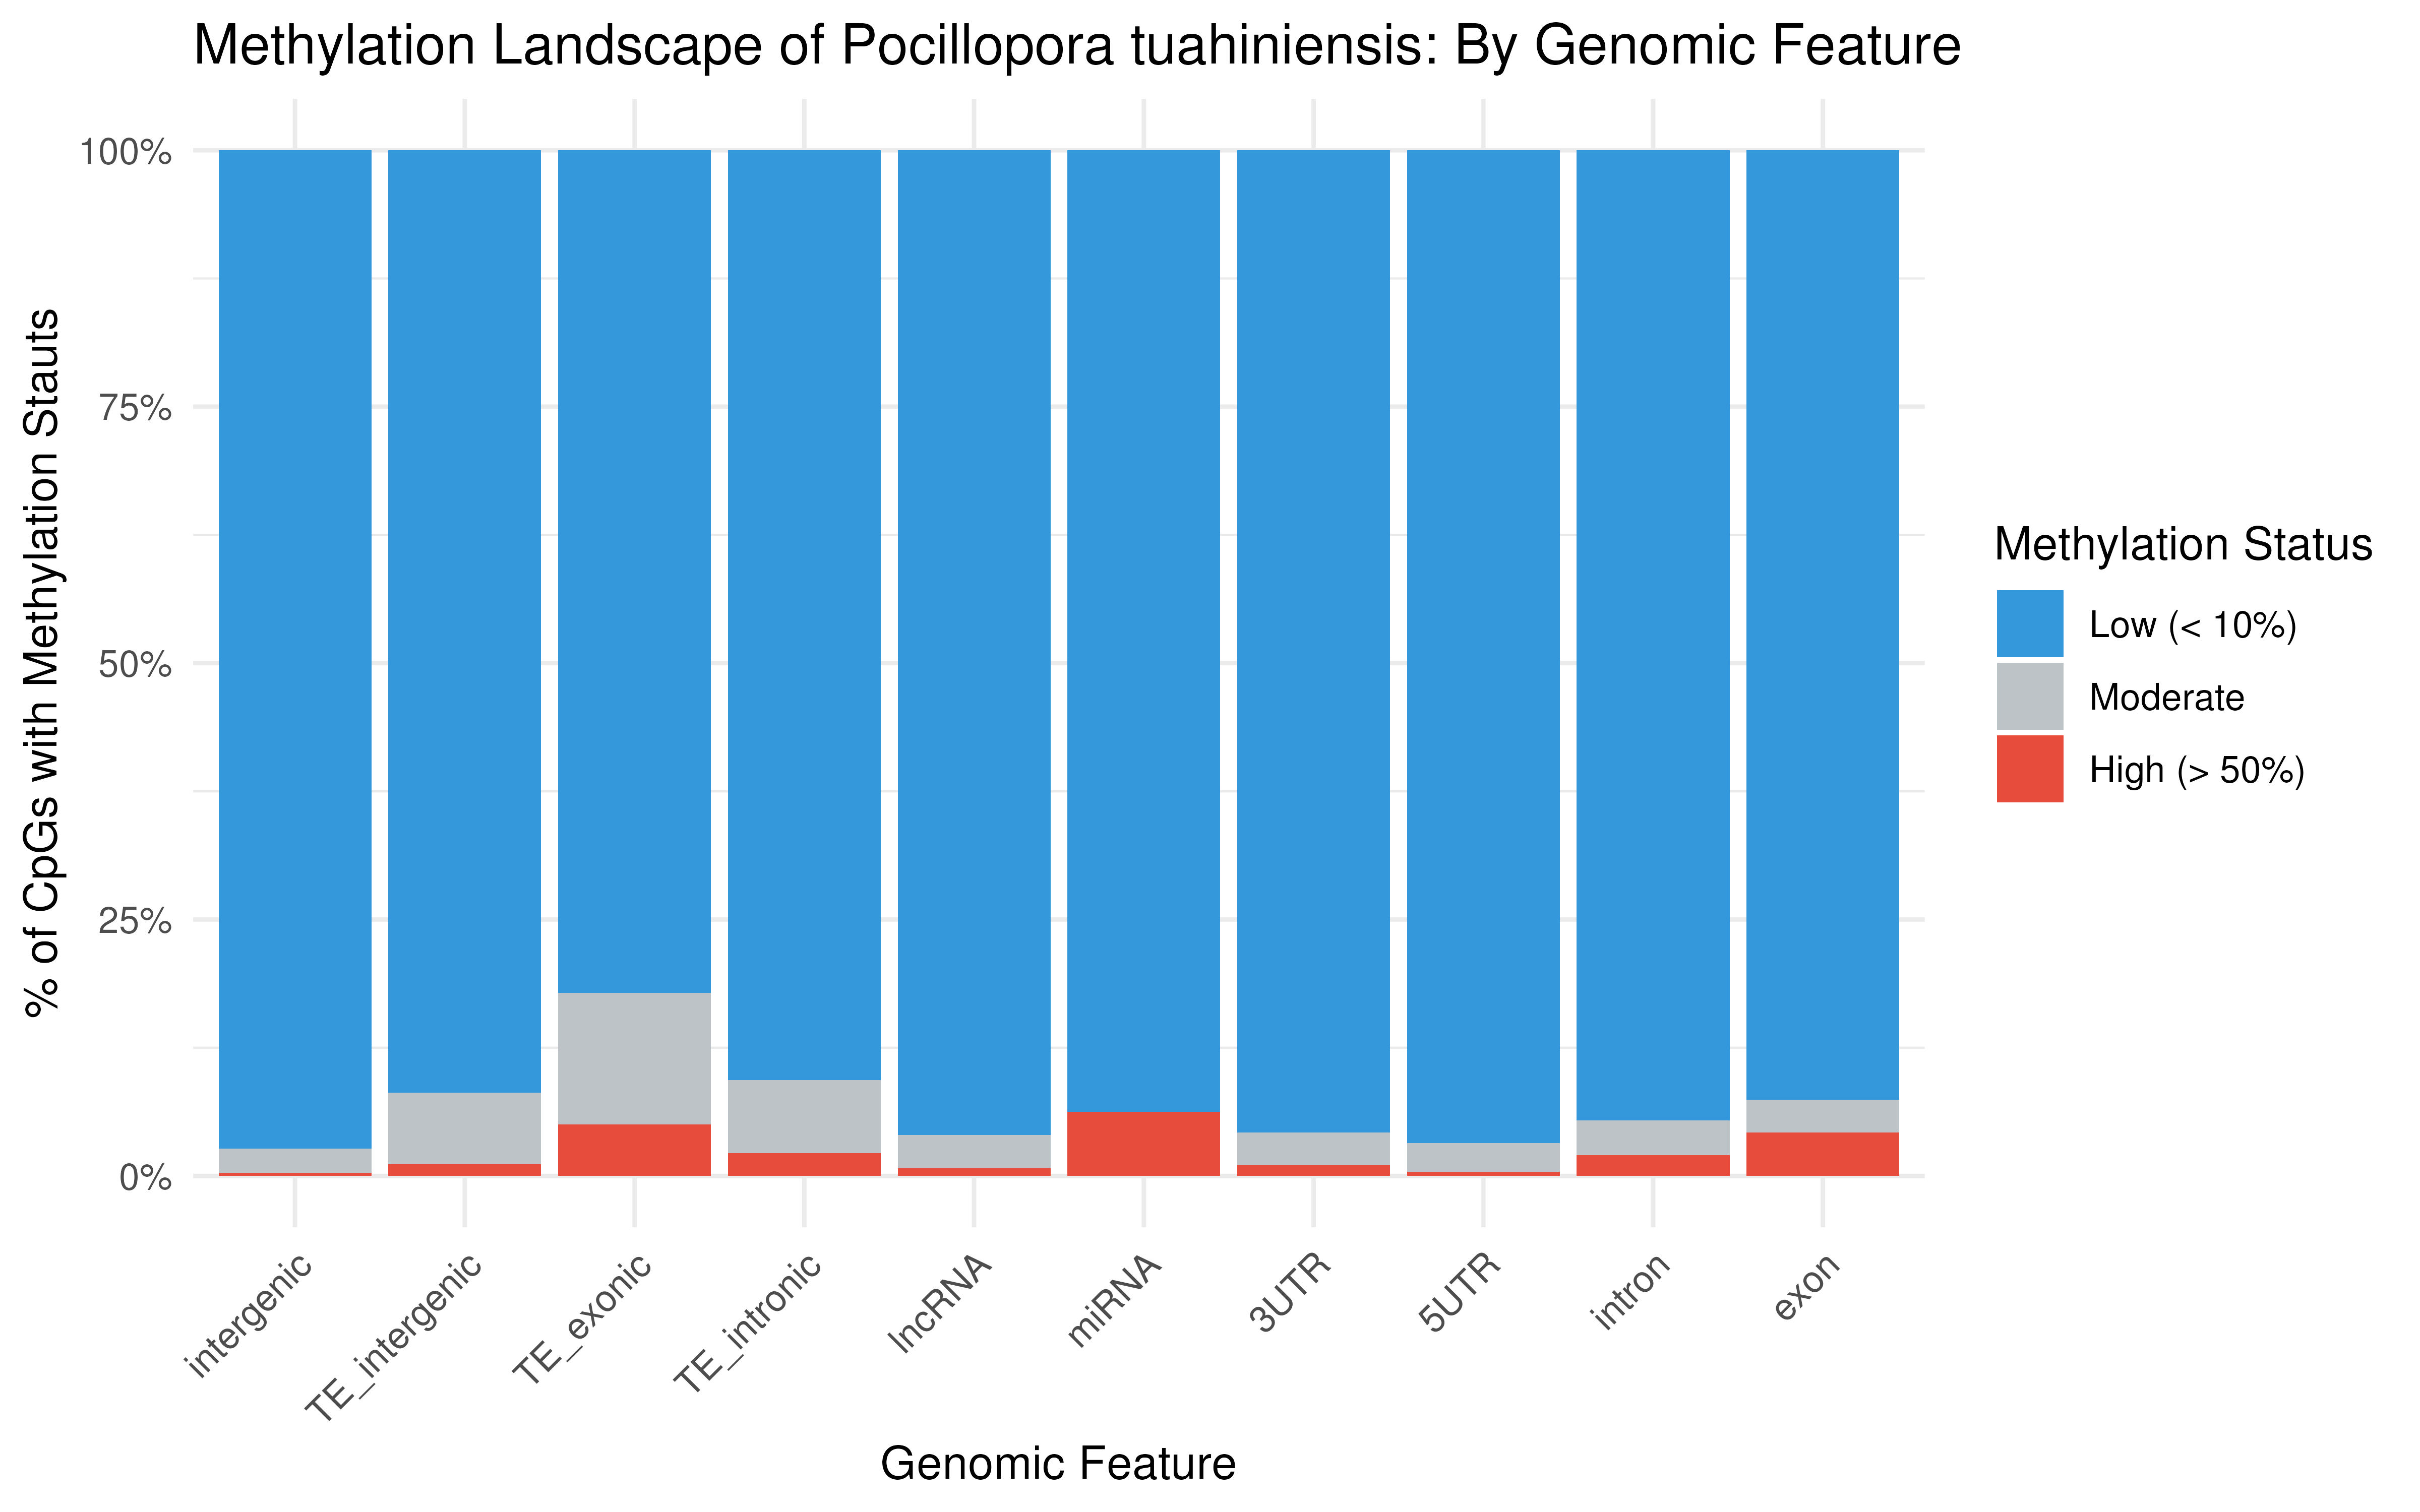 Methylation Landscape of Pocillopora tuahiniensis: By Genomic Feature
% of CpGs with Methylation Stauts
100%
75%
50%
25%
0%
intergenic
TE_intergenic
TE_exonic
TE_intronic
lncRNA
miRNA
3UTR
5UTR
intron
exon
Genomic Feature
Methylation Status
Low (< 10%)
Moderate
High (> 50%)